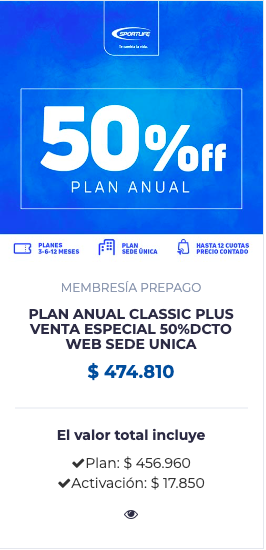 SPORTLIFE
Te cambia la vida.
50%off
PLAN ANUAL
PLANES
3-6-12 MESES
PLAN
SEDE ÚNICA
HASTA 12 CUOTAS
PRECIO CONTADO
MEMBRESÍA PREPAGO
PLAN ANUAL CLASSIC PLUS
VENTA ESPECIAL 50%DCTO
WEB SEDE UNICA
$ 474.810
El valor total incluye
✔Plan: $ 456.960
✔Activación: $ 17.850